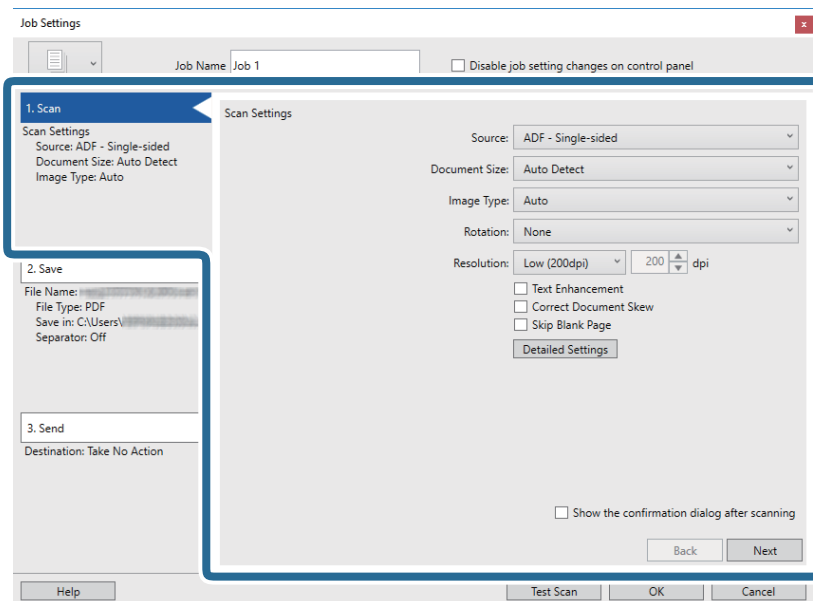 Job Settings
x
Job Name Job 1
Disable job setting changes on control panel
1. Scan
Scan Settings
Source: ADF - Single-sided
Document Size: Auto Detect
Image Type: Auto
2. Save
File Name:
File Type: PDF
Save in: C:\Users\
Separator: Off
3. Send
Destination: Take No Action
Scan Settings
Source: ADF - Single-sided
Document Size: Auto Detect
Image Type: Auto
Rotation: None
Resolution: Low (200dpi) 200 dpi
Text Enhancement
Correct Document Skew
Skip Blank Page
Detailed Settings
Show the confirmation dialog after scanning
Back Next
Help Test Scan OK Cancel